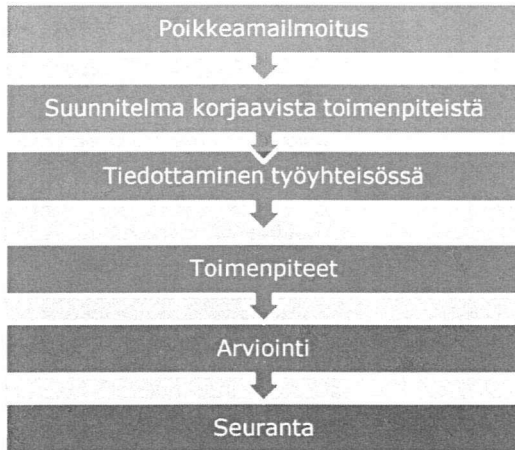 Poikkeamailmoitus
Suunnitelma korjaavista toimenpiteistä
Tiedottaminen työyhteisössä
Toimenpiteet
Arviointi
Seuranta